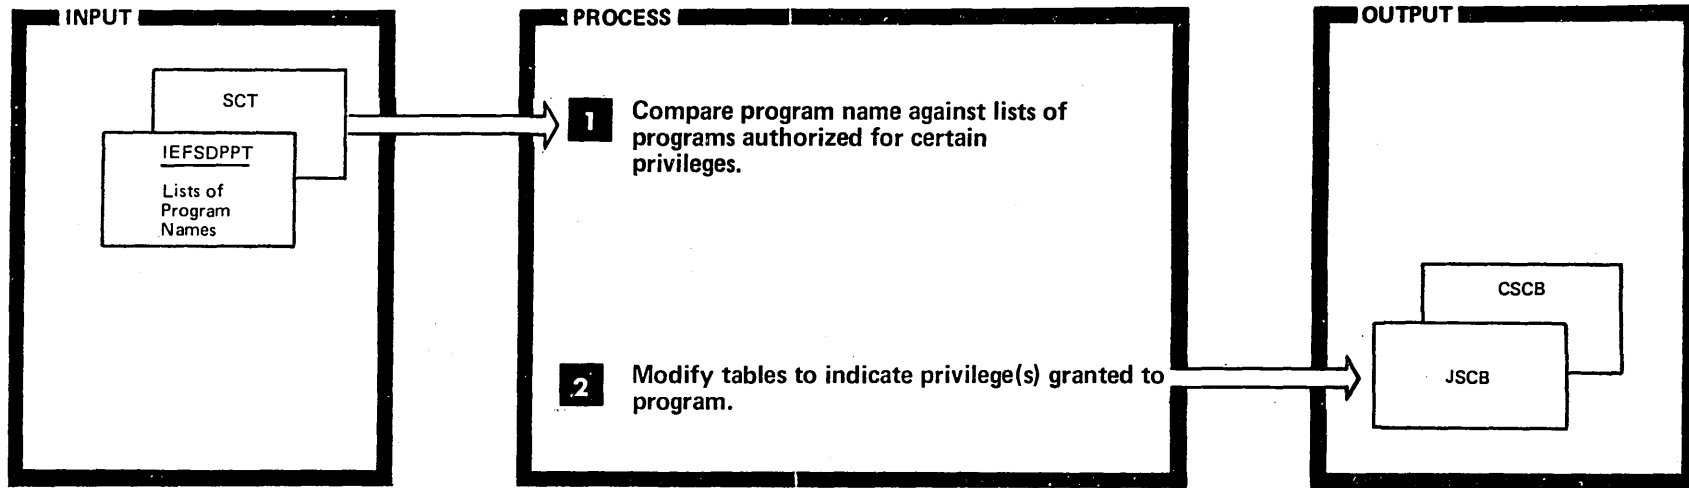 INPUT
SCT
IEFSDPPT
Lists of
Program
Names
PROCESS
1 Compare program name against lists of
programs authorized for certain
privileges.
2 Modify tables to indicate privilege(s) granted to
program.
OUTPUT
CSCB
JSCB